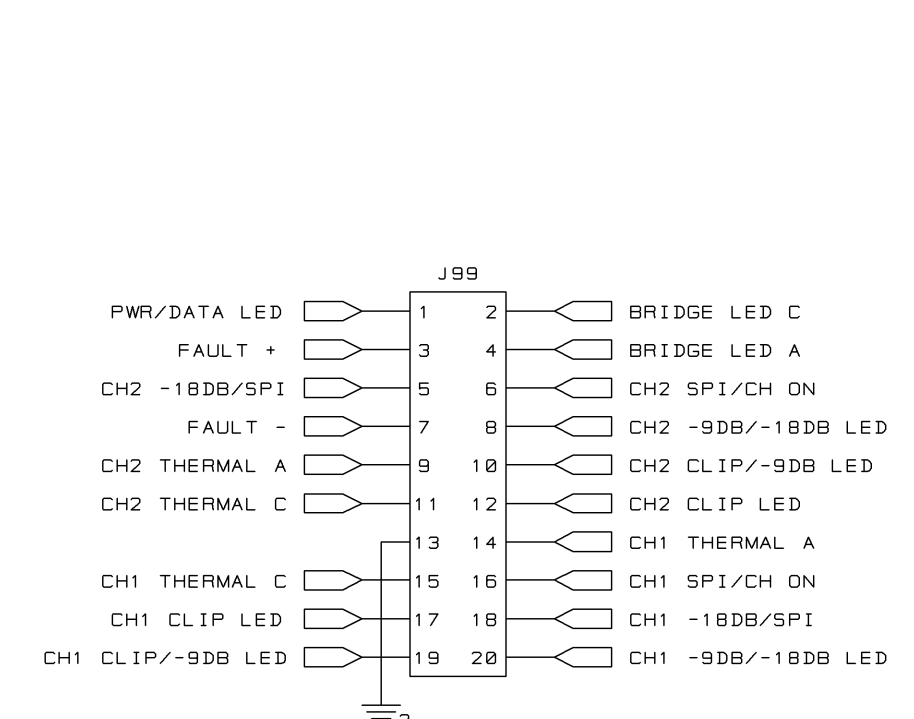 J99
PWR/DATA LED 1 2 BRIDGE LED C
FAULT + 3 4 BRIDGE LED A
CH2 -18DB/SPI 5 6 CH2 SPI/CH ON
FAULT - 7 8 CH2 -9DB/-18DB LED
CH2 THERMAL A 9 10 CH2 CLIP/-9DB LED
CH2 THERMAL C 11 12 CH2 CLIP LED
13 14 CH1 THERMAL A
CH1 THERMAL C 15 16 CH1 SPI/CH ON
CH1 CLIP LED 17 18 CH1 -18DB/SPI
CH1 CLIP/-9DB LED 19 20 CH1 -9DB/-18DB LED